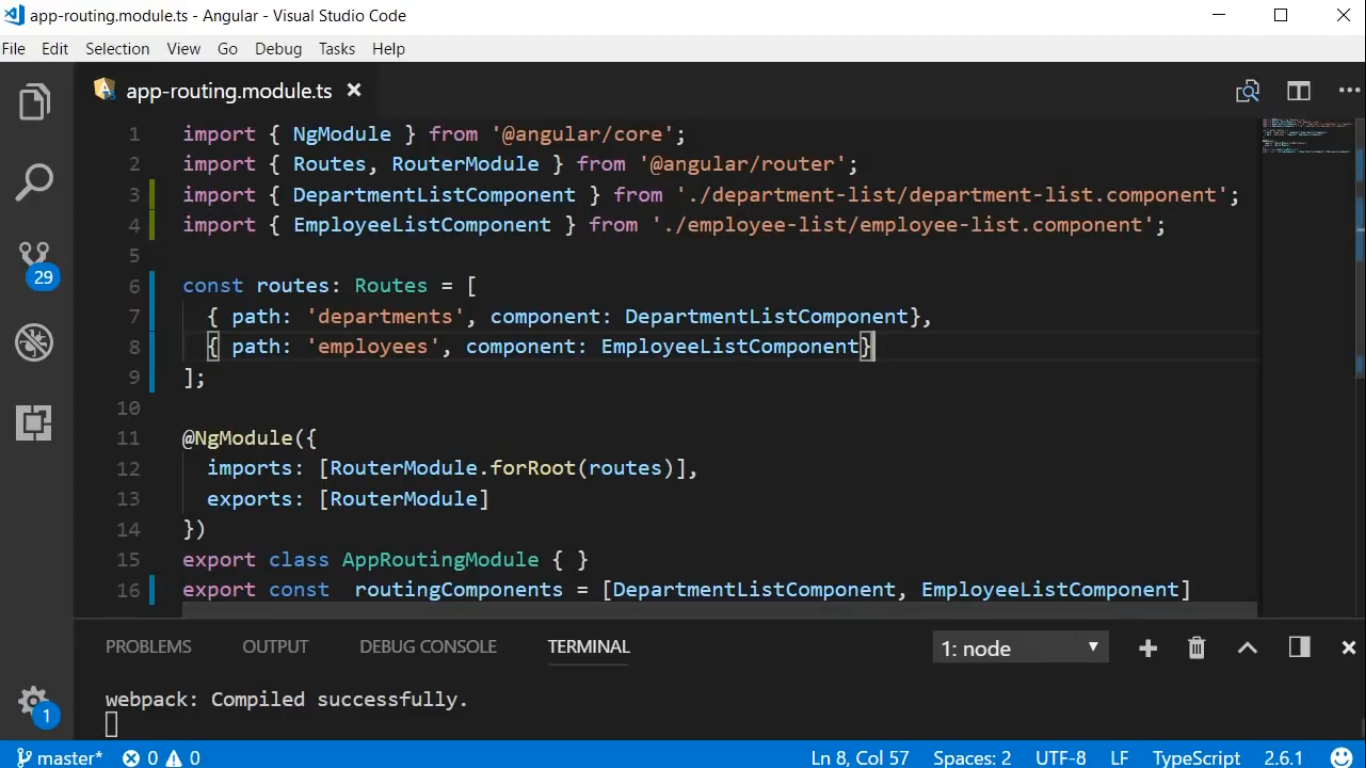 app-routing.module.ts - Angular - Visual Studio Code
File Edit Selection View Go Debug Tasks Help
app-routing.module.ts
1 import { NgModule } from '@angular/core';
2 import { Routes, RouterModule } from '@angular/router';
3 import { DepartmentListComponent } from './department-list/department-list.component';
4 import { EmployeeListComponent } from './employee-list/employee-list.component';
5
6 const routes: Routes = [
7   { path: 'departments', component: DepartmentListComponent},
8   { path: 'employees', component: EmployeeListComponent}
9 ];
10
11 @NgModule({
12   imports: [RouterModule.forRoot(routes)],
13   exports: [RouterModule]
14 })
15 export class AppRoutingModule { }
16 export const  routingComponents = [DepartmentListComponent, EmployeeListComponent]
29
1
PROBLEMS OUTPUT DEBUG CONSOLE TERMINAL 1: node
webpack: Compiled successfully.
master* 0 0 Ln 8, Col 57 Spaces: 2 UTF-8 LF TypeScript 2.6.1